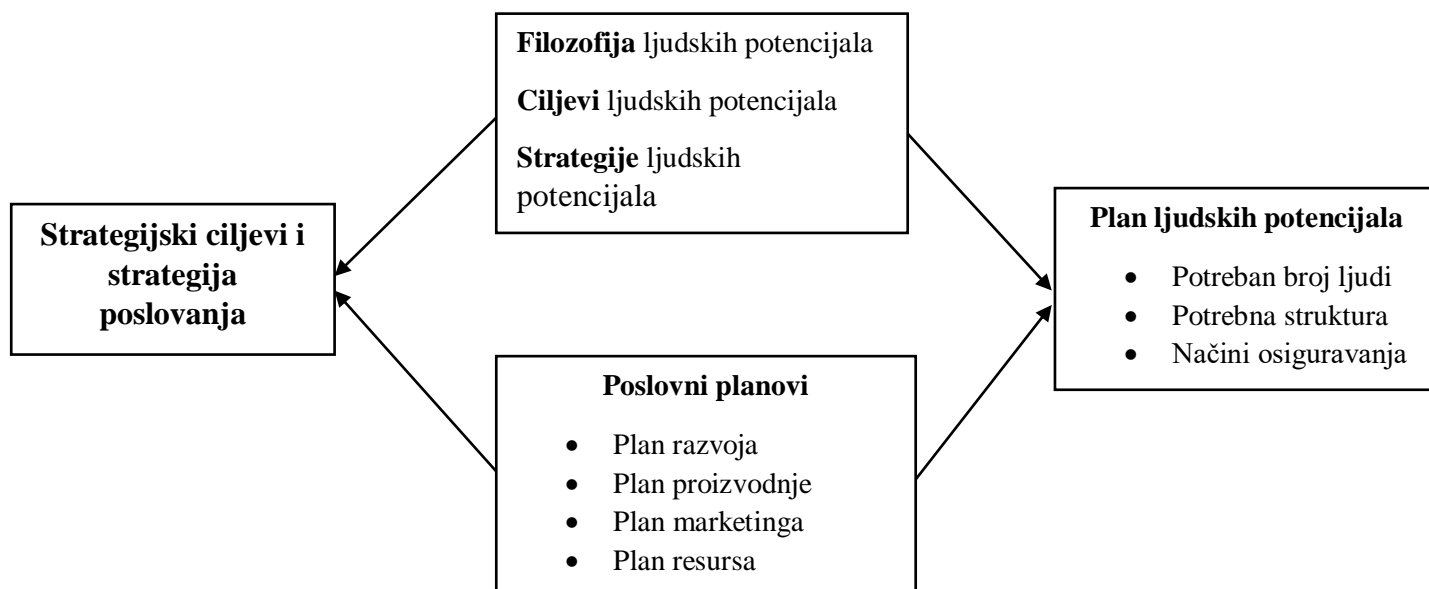 Filozofija ljudskih potencijala
Ciljevi ljudskih potencijala
Strategije ljudskih
potencijala
Strategijski ciljevi i
strategija
poslovanja
Poslovni planovi
• Plan razvoja
• Plan proizvodnje
• Plan marketinga
• Plan resursa
Plan ljudskih potencijala
• Potreban broj ljudi
• Potrebna struktura
• Načini osiguravanja